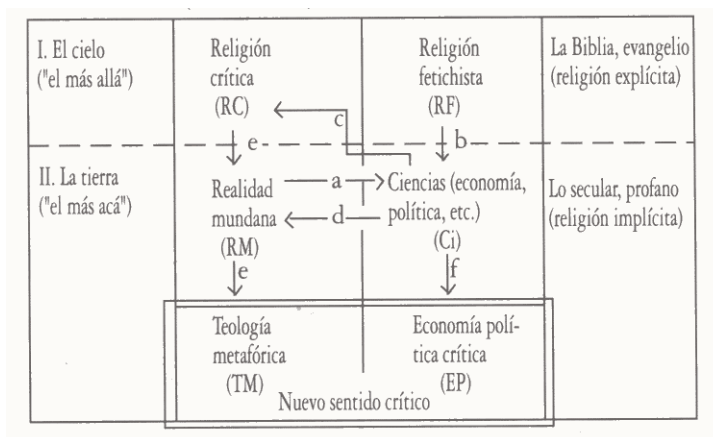 I. El cielo
("el más allá")
Religión
crítica
(RC)
Religión
fetichista
(RF)
La Biblia, evangelio
(religión explícita)
c
e
b
II. La tierra
("el más acá")
Realidad
mundana
(RM)
a
d
Ciencias (economía,
política, etc.)
(Ci)
Lo secular, profano
(religión implícita)
e
f
Teología
metafórica
(TM)
Economía polí-
tica crítica
(EP)
Nuevo sentido crítico